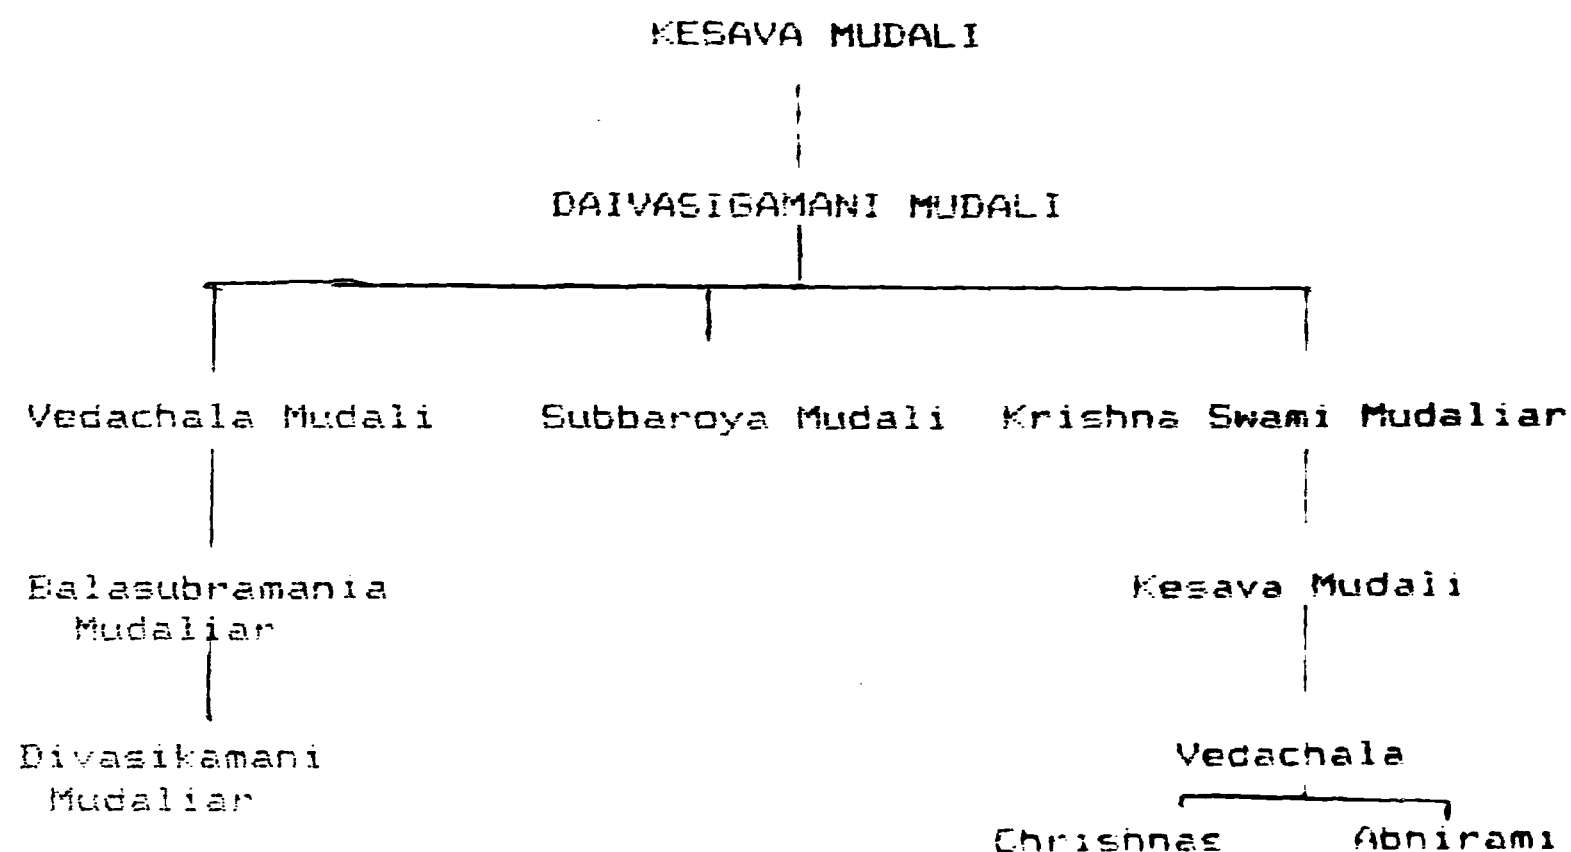 KESAVA MUDALI
DAIVASIGAMANI MUDALI
Vedachala Mudali Subbaroya Mudali Krishna Swami Mudaliar
Balasubramania Kesava Mudali
Mudaliar
Divasikamani Vedachala
Mudaliar
Chrishnas Abhirami